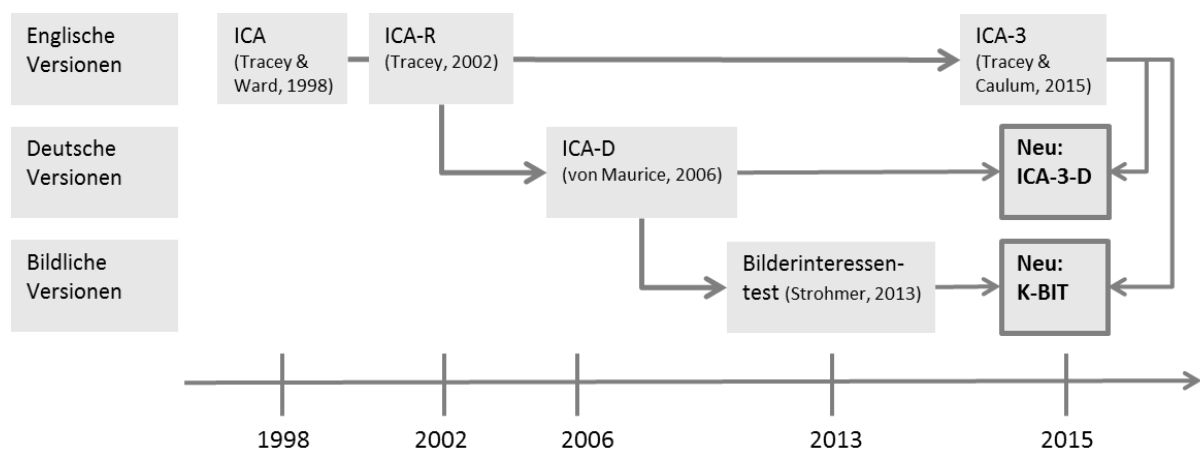 Englische
Versionen
ICA
(Tracey &
Ward, 1998)
ICA-R
(Tracey, 2002)
ICA-3
(Tracey &
Caulum, 2015)
Deutsche
Versionen
ICA-D
(von Maurice, 2006)
Neu:
ICA-3-D
Bildliche
Versionen
Bilderinteressen-
test (Strohmer, 2013)
Neu:
K-BIT
1998
2002
2006
2013
2015